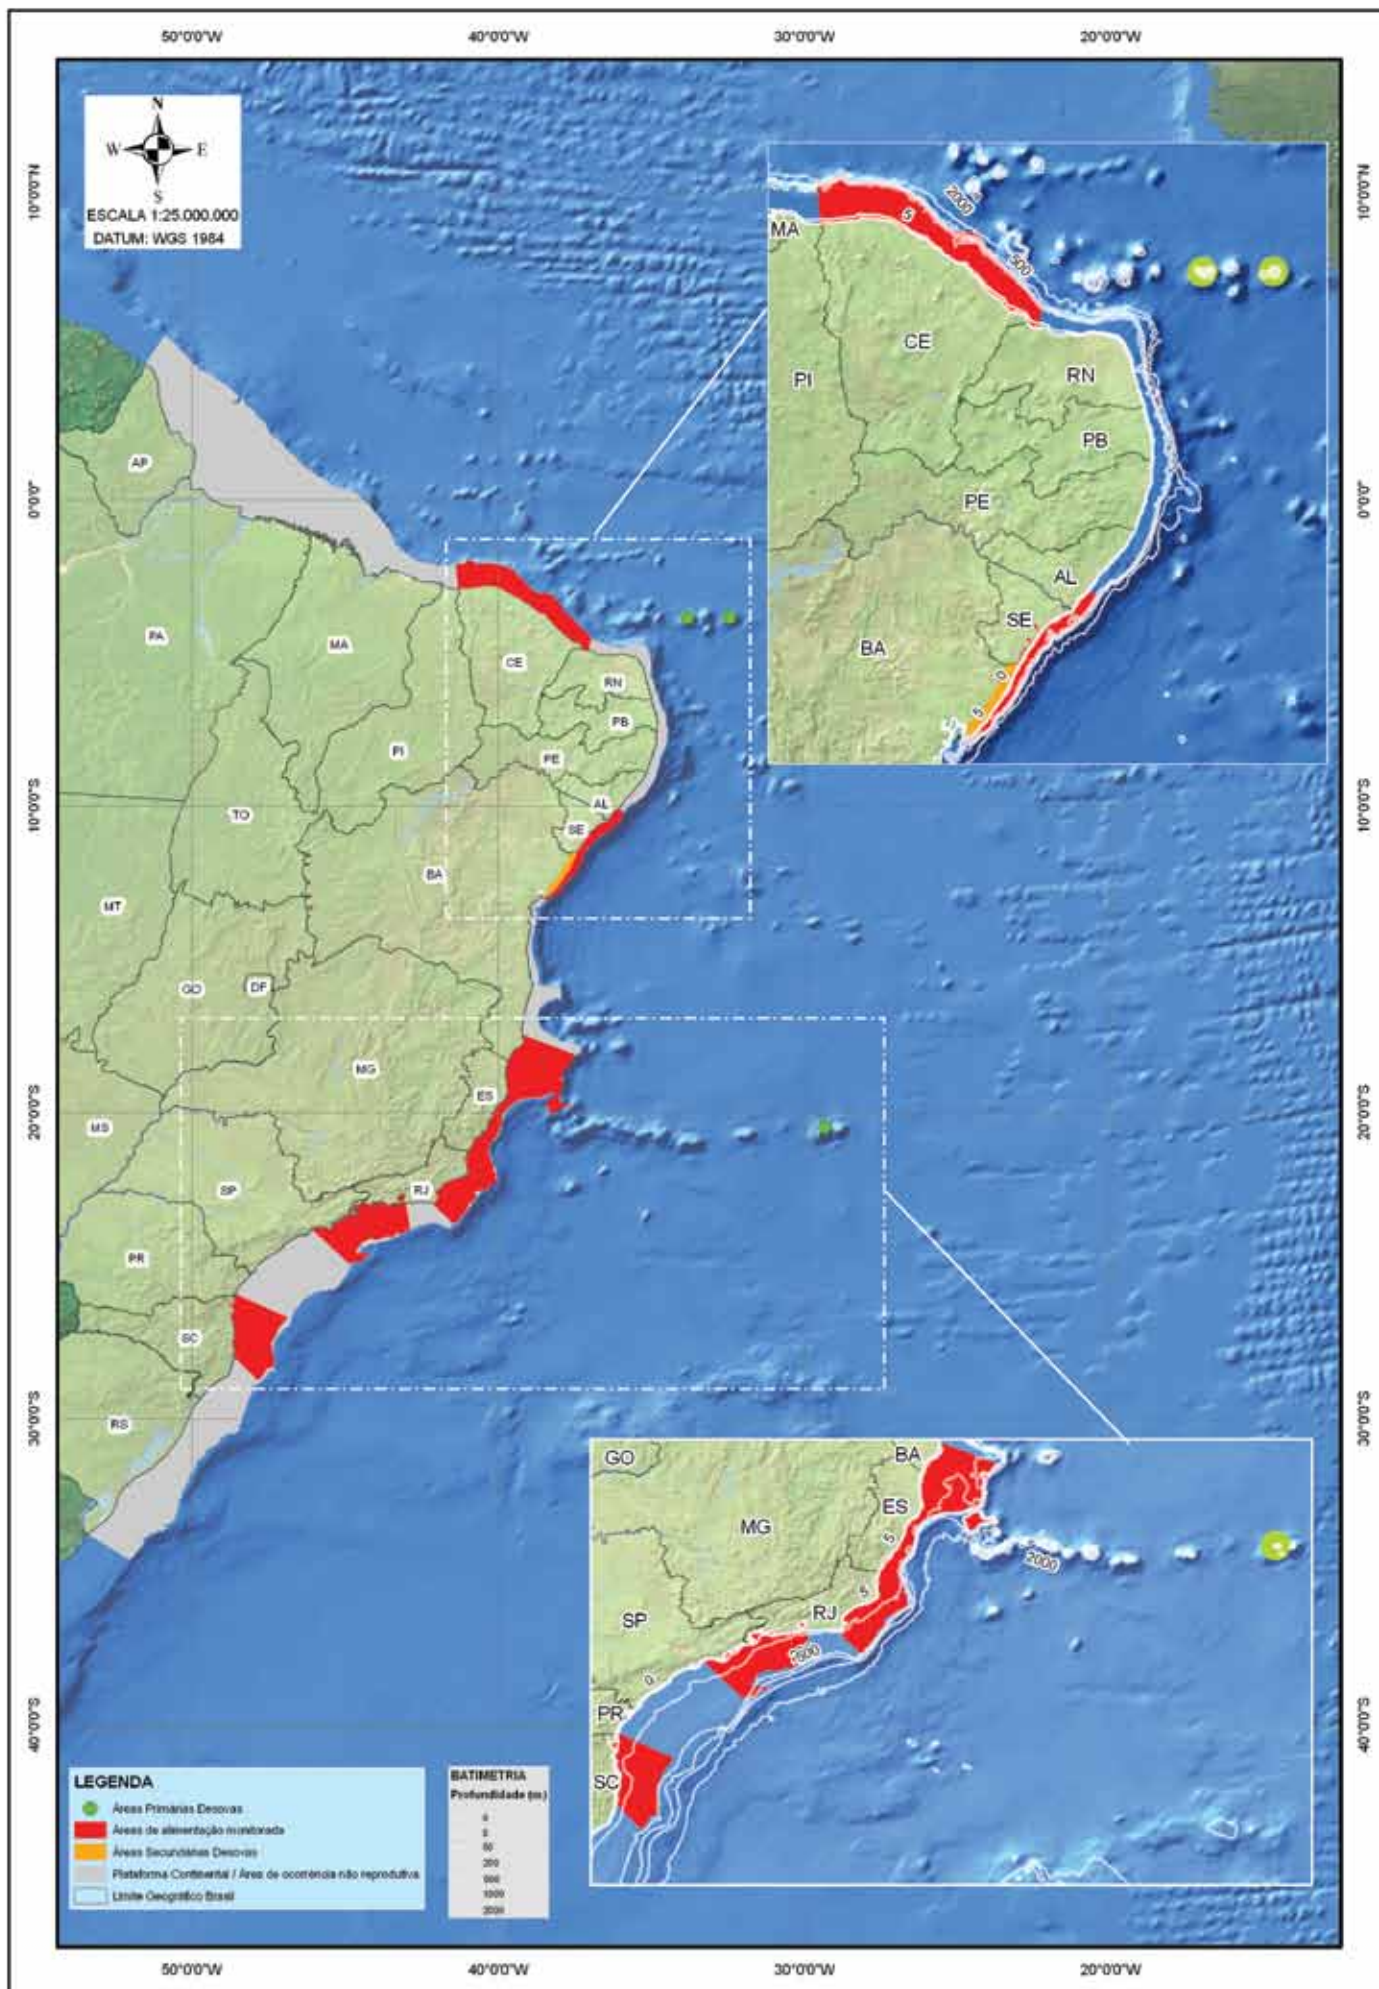 50°0'0"W 40°0'0"W 30°0'0"W 20°0'0"W
N
W E
S
ESCALA 1:25.000.000
DATUM: WGS 1984
10°0'0"N
10°0'0"N
MA
5
2000
500
CE
PI
RN
PB
PE
AL
SE
BA
0
5
AP
0°0'0"
0°0'0"
PA
MA
CE
RN
PB
PI
PE
AL
10°0'0"S
10°0'0"S
TO
SE
BA
MT
GO
DF
MG
ES
20°0'0"S
20°0'0"S
MS
SP
RJ
PR
SC
RS
30°0'0"S
30°0'0"S
GO
BA
ES
MG
5
2000
5
RJ
SP
0
PR
SC
40°0'0"S
40°0'0"S
LEGENDA
Áreas Primárias Desovas
Áreas de alimentação monitorada
Áreas Secundárias Desovas
Plataforma Continental / Área de ocorrência não reprodutiva
Limite Geográfico Brasil
BATIMETRIA
Profundidade (m)
0
5
50
200
500
1000
2000
50°0'0"W 40°0'0"W 30°0'0"W 20°0'0"W